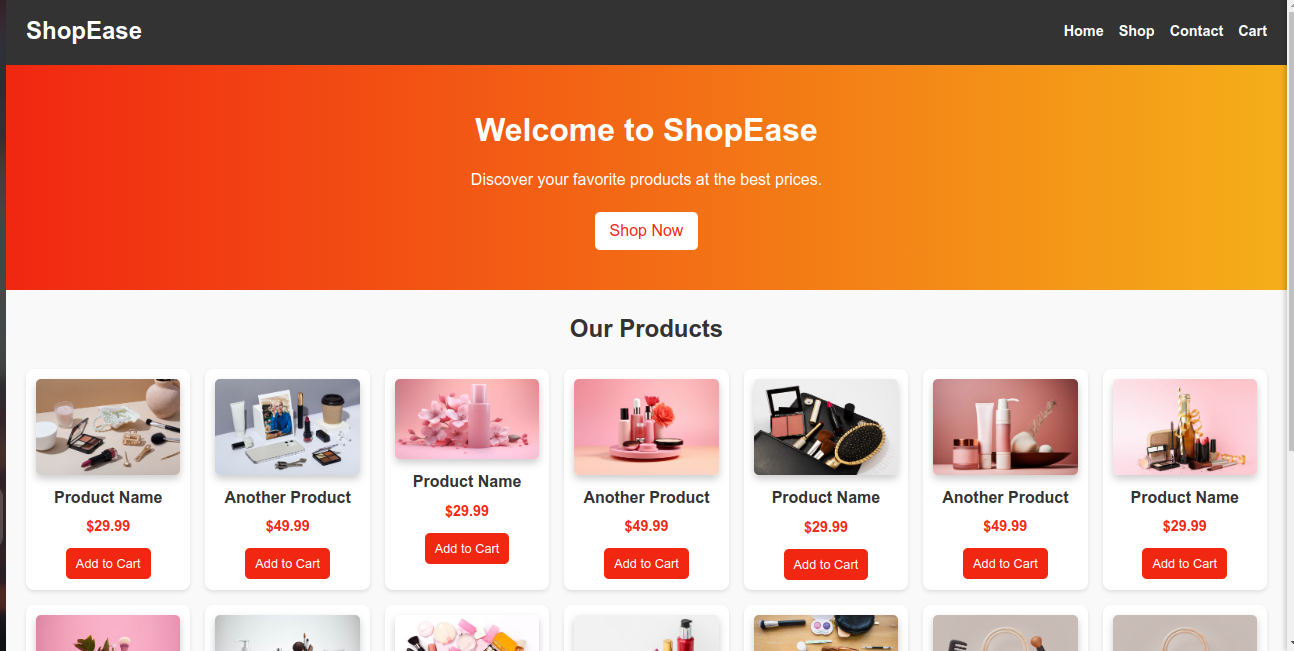 ShopEase
Home Shop Contact Cart
Welcome to ShopEase
Discover your favorite products at the best prices.
Shop Now
Our Products
Product Name
$29.99
Add to Cart
Another Product
$49.99
Add to Cart
Product Name
$29.99
Add to Cart
Another Product
$49.99
Add to Cart
Product Name
$29.99
Add to Cart
Another Product
$49.99
Add to Cart
Product Name
$29.99
Add to Cart